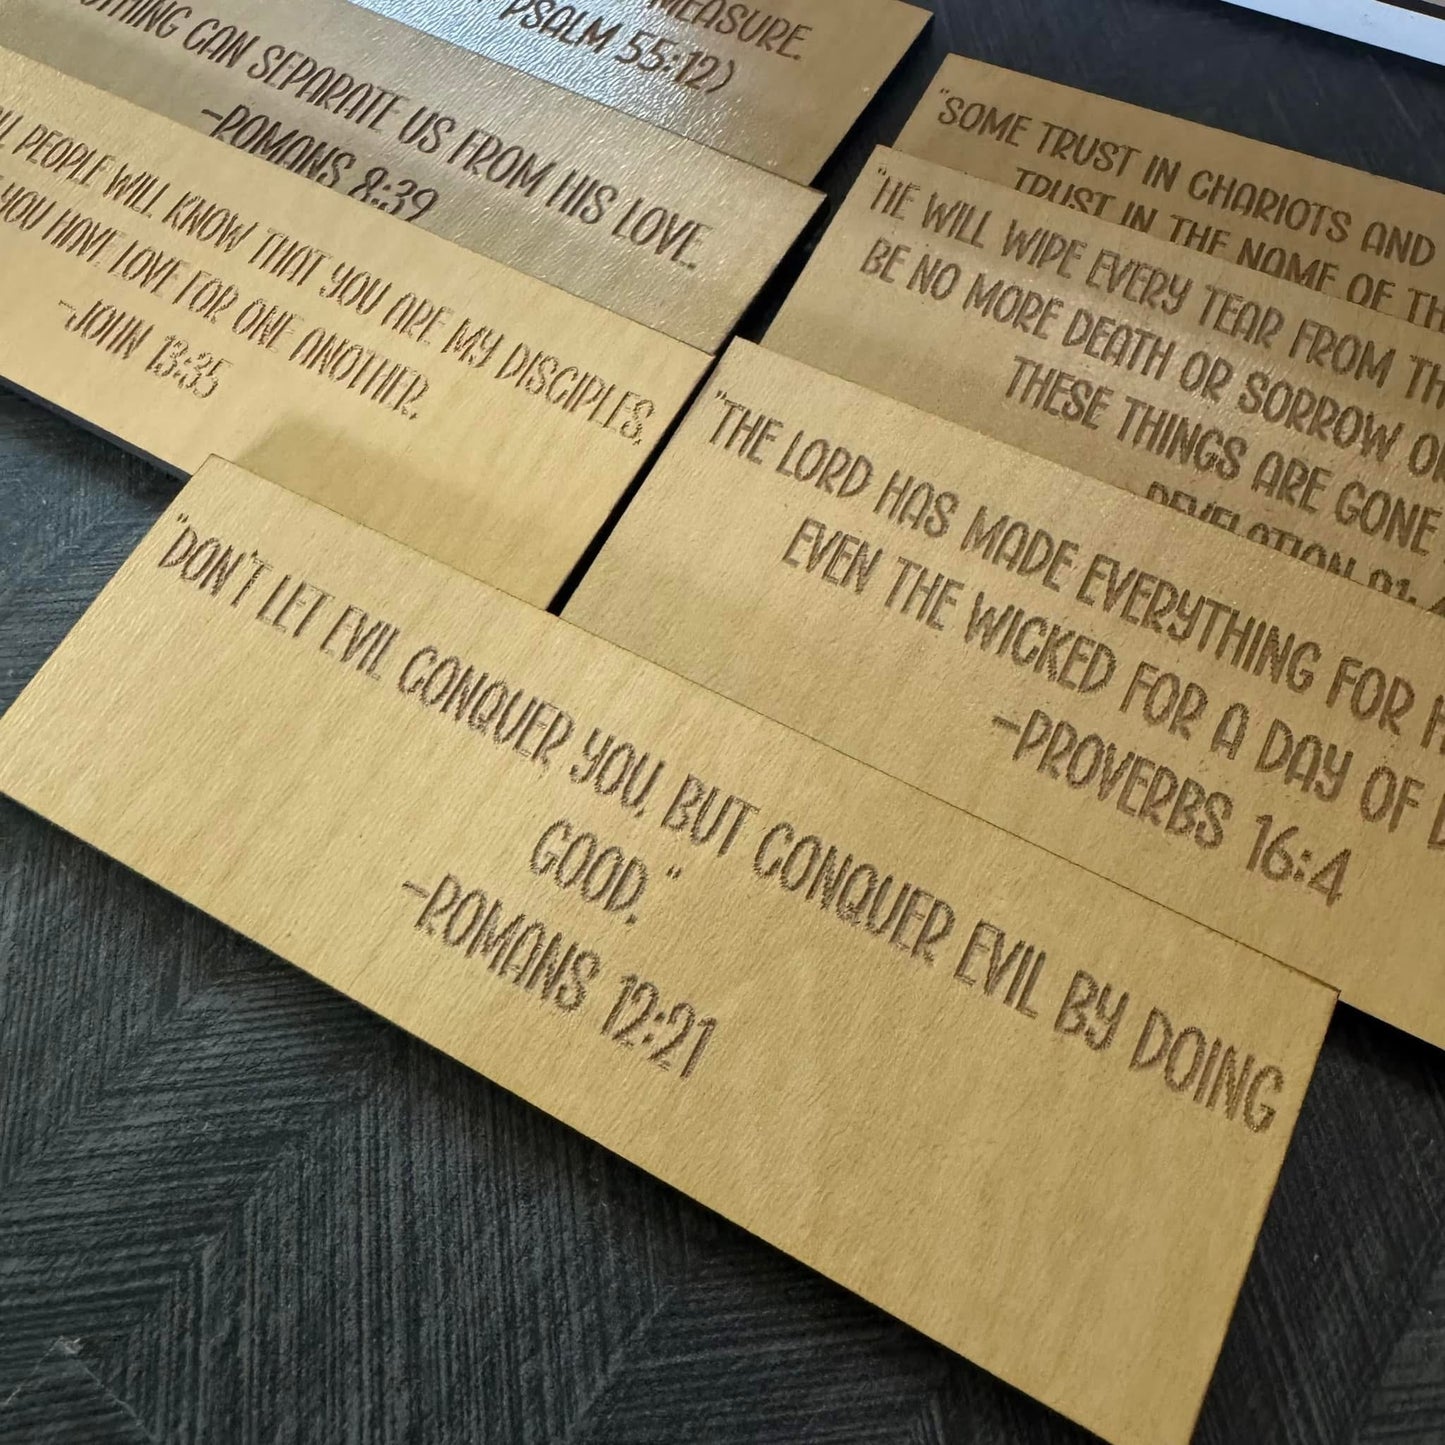 MEASURE.
PSALM 55:12)
CAN SEPARATE US FROM HIS LOVE.
-ROMANS 8:39
PEOPLE WILL KNOW THAT YOU ARE MY DISCIPLES,
YOU HAVE LOVE FOR ONE ANOTHER.
-JOHN 13:35
"DON'T LET EVIL CONQUER YOU, BUT CONQUER EVIL BY DOING
GOOD."
-ROMANS 12:21
"SOME TRUST IN CHARIOTS AND
TRUST IN THE NAME OF
"HE WILL WIPE EVERY TEAR FROM
BE NO MORE DEATH OR SORROW
THESE THINGS ARE GONE
REVELATION 21:4
"THE LORD HAS MADE EVERYTHING FOR
EVEN THE WICKED FOR A DAY OF
-PROVERBS 16:4